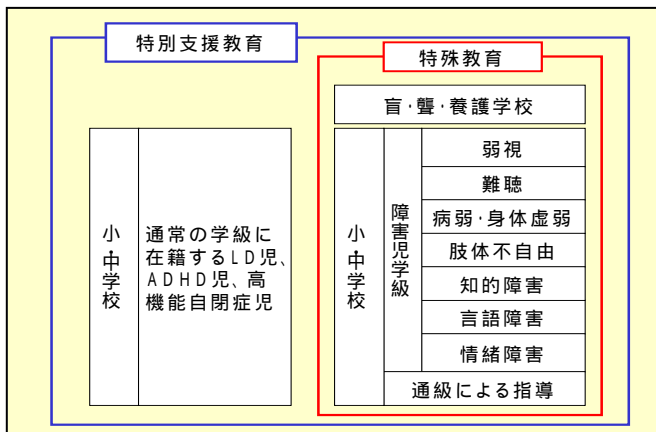 特別支援教育
特殊教育
盲・聾・養護学校
小・中学校
通常の学級に
在籍するLD児、
ADHD児、高
機能自閉症児
小・中学校
障害児学級
弱視
難聴
病弱・身体虚弱
肢体不自由
知的障害
言語障害
情緒障害
通級による指導